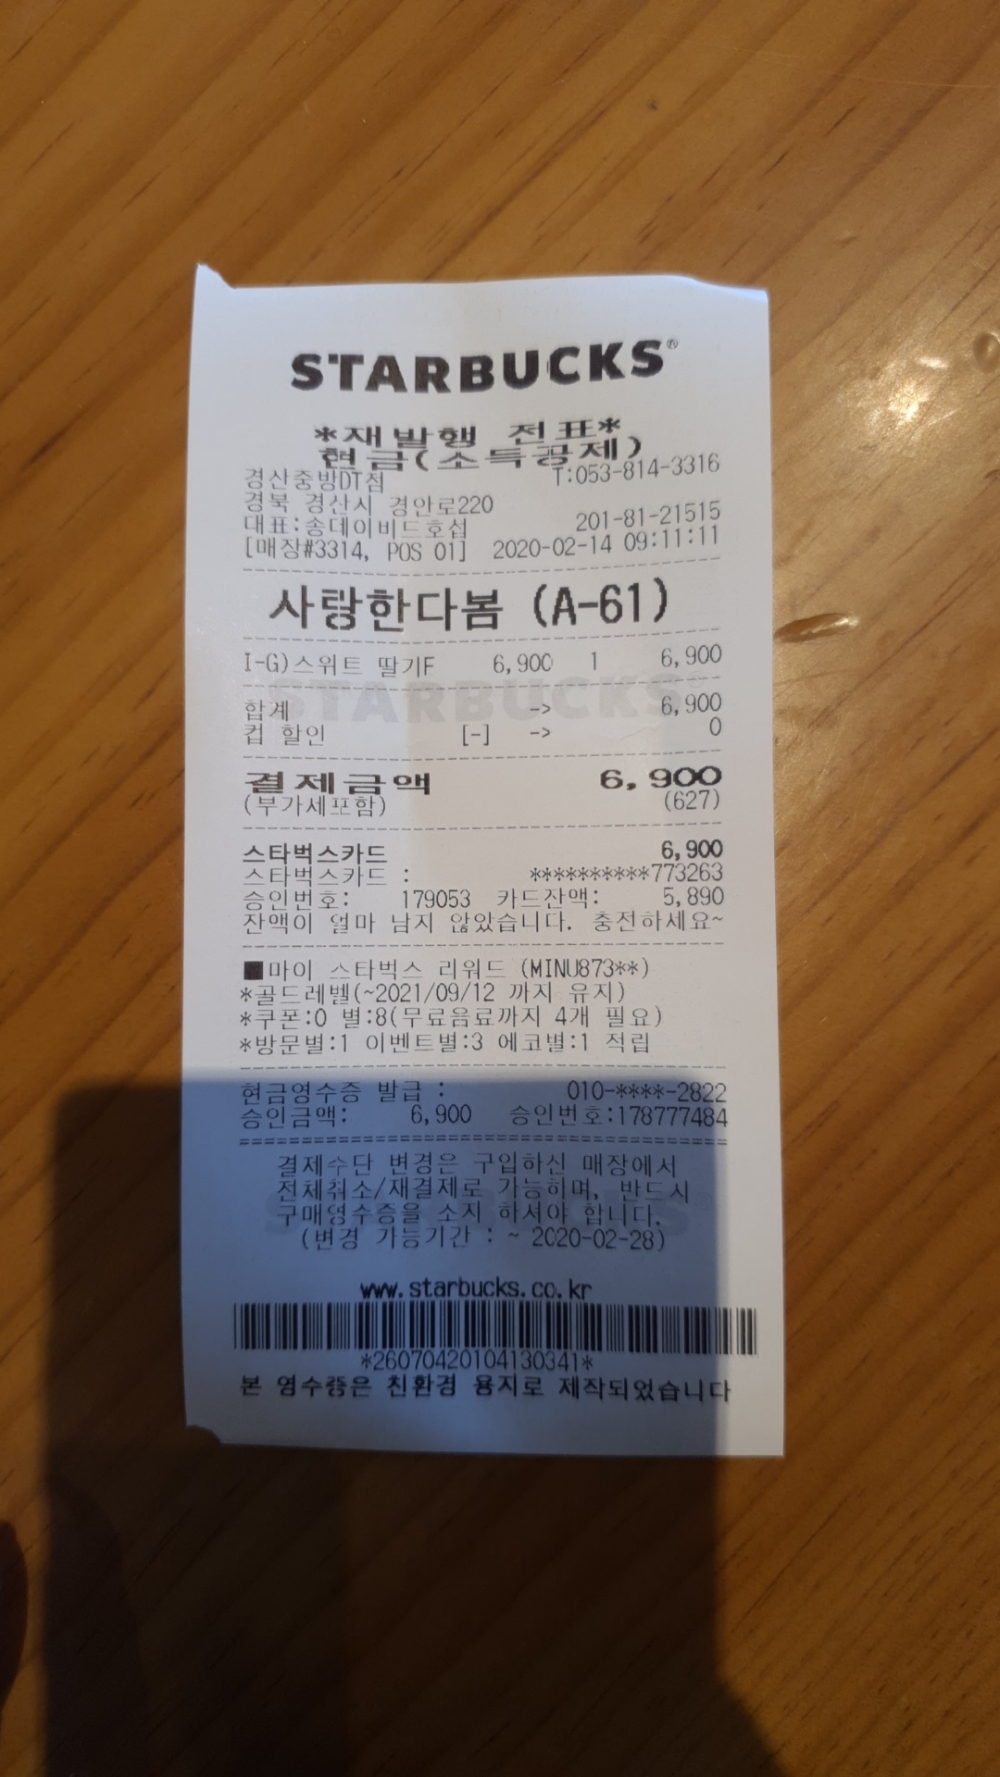 STARBUCKS®
*재발행 전표*
현금(소득공제)
경산중방DT점 T:053-814-3316
경북 경산시 경안로220
대표:송데이비드호섭 201-81-21515
[매장#3314, POS 01] 2020-02-14 09:11:11
사탕한다봄 (A-61)
I-G)스위트 딸기F 6,900 1 6,900
합계 -> 6,900
컵 할인 [-] -> 0
결제금액 6,900
(부가세포함) (627)
스타벅스카드 6,900
스타벅스카드 : **********773263
승인번호: 179053 카드잔액: 5,890
잔액이 얼마 남지 않았습니다. 충전하세요~
■마이 스타벅스 리워드 (MINU873**)
*골드레벨(~2021/09/12 까지 유지)
*쿠폰:0 별:8(무료음료까지 4개 필요)
*방문별:1 이벤트별:3 에코별:1 적립
현금영수증 발급 : 010-****-2822
승인금액: 6,900 승인번호:178777484
결제수단 변경은 구입하신 매장에서
전체취소/재결제로 가능하며, 반드시
구매영수증을 소지 하셔야 합니다.
(변경 가능기간 : ~ 2020-02-28)
www.starbucks.co.kr
*26070420104130341*
본 영수증은 친환경 용지로 제작되었습니다